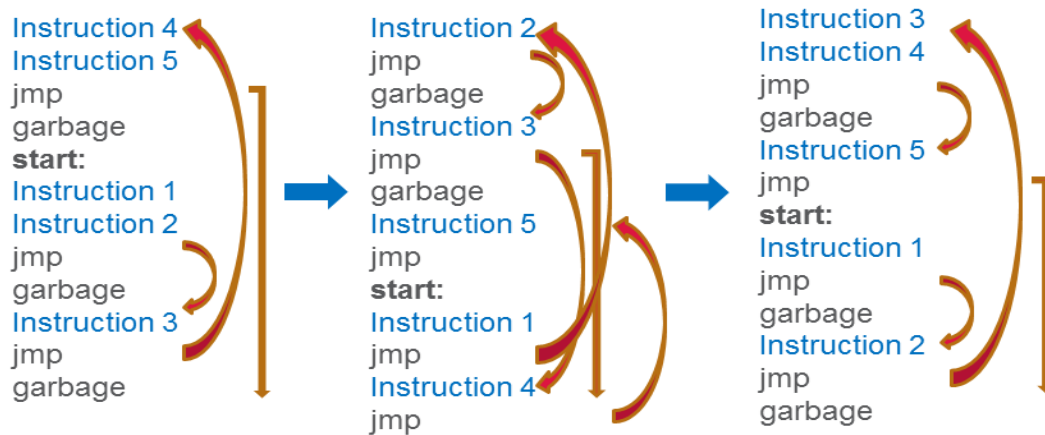 Instruction 4
Instruction 5
jmp
garbage
start:
Instruction 1
Instruction 2
jmp
garbage
Instruction 3
jmp
garbage
Instruction 2
jmp
garbage
Instruction 3
jmp
garbage
Instruction 5
jmp
start:
Instruction 1
jmp
Instruction 4
jmp
Instruction 3
Instruction 4
jmp
garbage
Instruction 5
jmp
start:
Instruction 1
jmp
garbage
Instruction 2
jmp
garbage